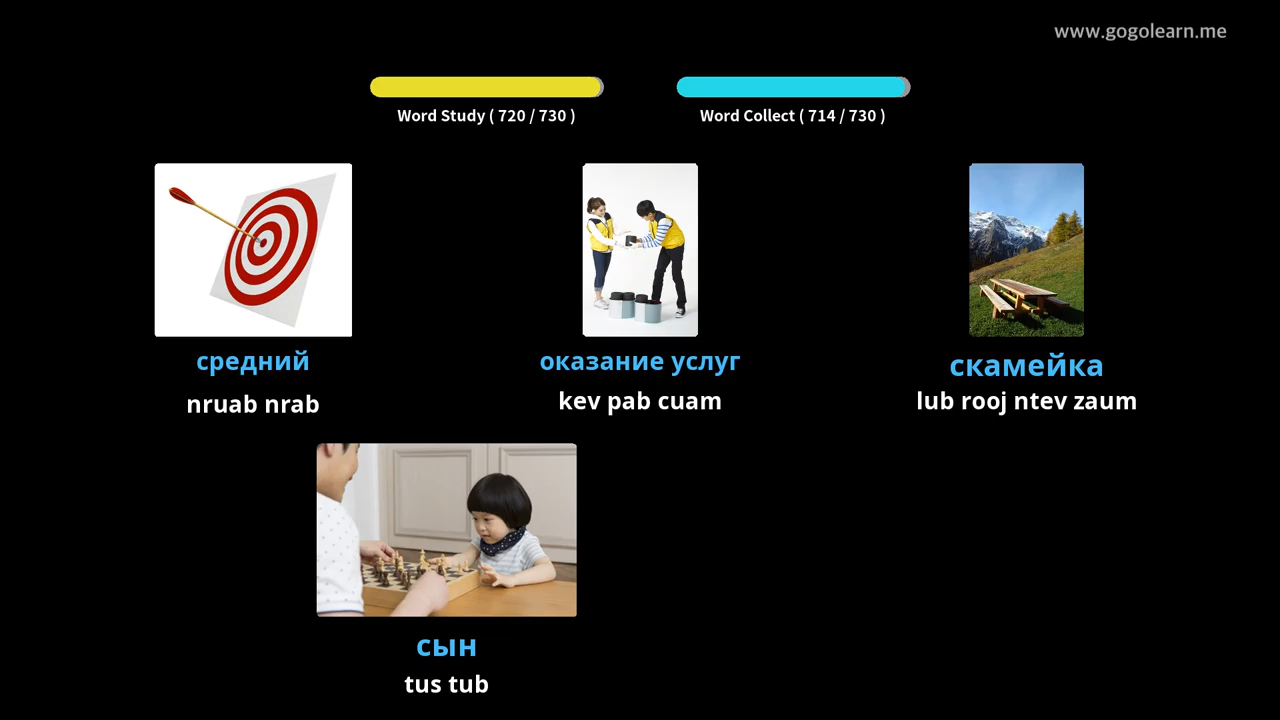 www.gogolearn.me
Word Study ( 720 / 730 )
Word Collect ( 714 / 730 )
средний
nruab nrab
оказание услуг
kev pab cuam
скамейка
lub rooj ntev zaum
сын
tus tub